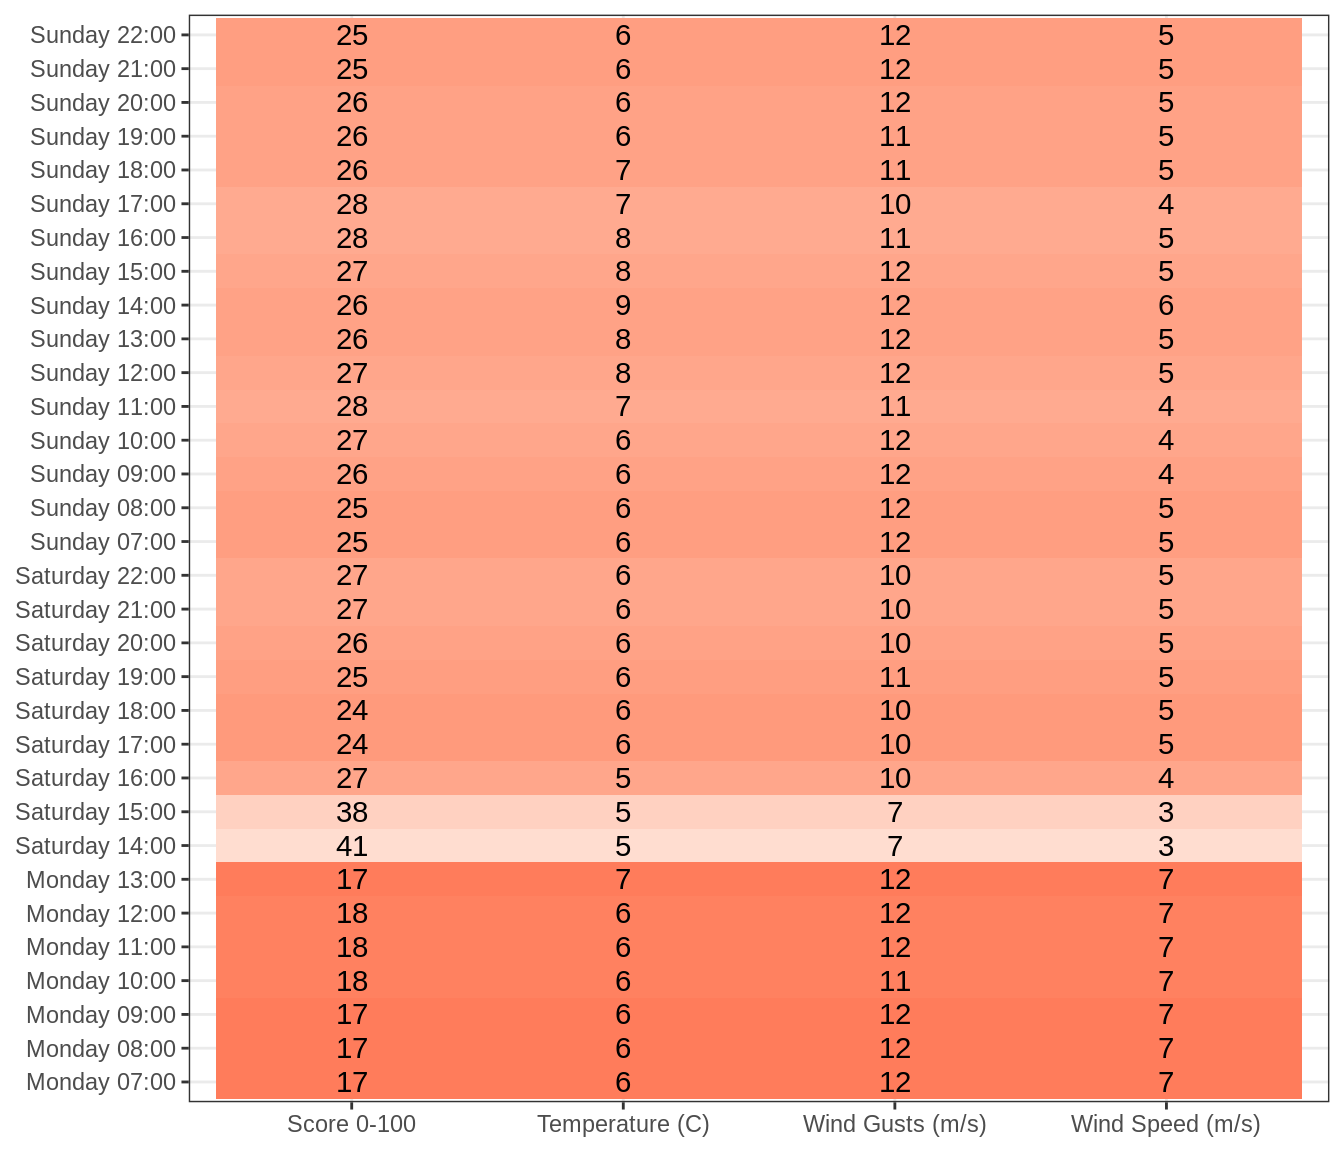 Sunday 22:00 25 6 12 5
Sunday 21:00 25 6 12 5
Sunday 20:00 26 6 12 5
Sunday 19:00 26 6 11 5
Sunday 18:00 26 7 11 5
Sunday 17:00 28 7 10 4
Sunday 16:00 28 8 11 5
Sunday 15:00 27 8 12 5
Sunday 14:00 26 9 12 6
Sunday 13:00 26 8 12 5
Sunday 12:00 27 8 12 5
Sunday 11:00 28 7 11 4
Sunday 10:00 27 6 12 4
Sunday 09:00 26 6 12 4
Sunday 08:00 25 6 12 5
Sunday 07:00 25 6 12 5
Saturday 22:00 27 6 10 5
Saturday 21:00 27 6 10 5
Saturday 20:00 26 6 10 5
Saturday 19:00 25 6 11 5
Saturday 18:00 24 6 10 5
Saturday 17:00 24 6 10 5
Saturday 16:00 27 5 10 4
Saturday 15:00 38 5 7 3
Saturday 14:00 41 5 7 3
Monday 13:00 17 7 12 7
Monday 12:00 18 6 12 7
Monday 11:00 18 6 12 7
Monday 10:00 18 6 11 7
Monday 09:00 17 6 12 7
Monday 08:00 17 6 12 7
Monday 07:00 17 6 12 7
Score 0-100 Temperature (C) Wind Gusts (m/s) Wind Speed (m/s)